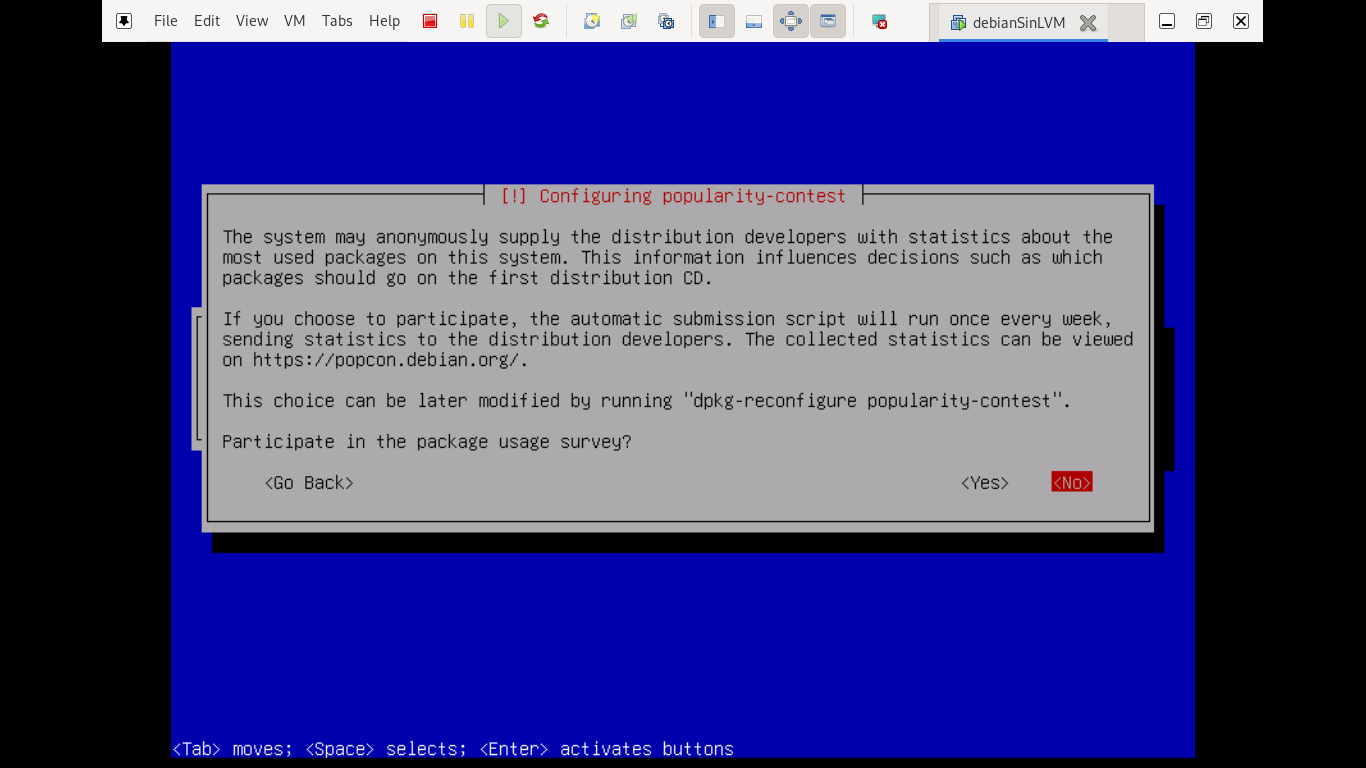 File Edit View VM Tabs Help
debianSinLVM
[!] Configuring popularity-contest
The system may anonymously supply the distribution developers with statistics about the
most used packages on this system. This information influences decisions such as which
packages should go on the first distribution CD.
If you choose to participate, the automatic submission script will run once every week,
sending statistics to the distribution developers. The collected statistics can be viewed
on https://popcon.debian.org/.
This choice can be later modified by running "dpkg-reconfigure popularity-contest".
Participate in the package usage survey?
<Go Back> <Yes> <No>
<Tab> moves; <Space> selects; <Enter> activates buttons